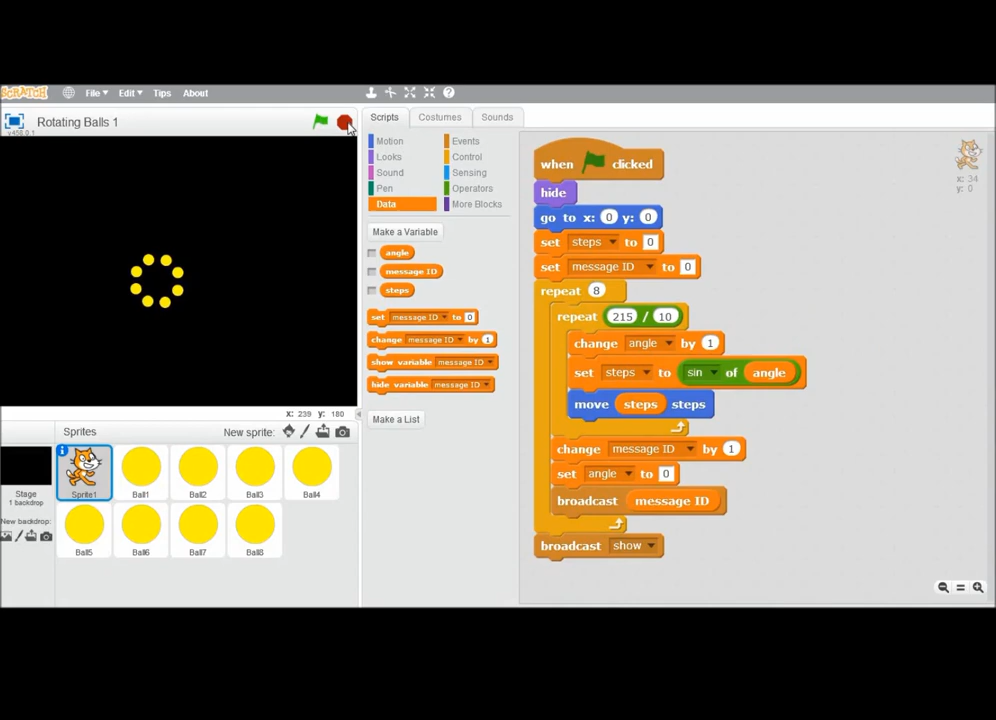 SCRATCH File Edit Tips About
Rotating Balls 1
v456.0.1
Scripts Costumes Sounds
Motion Events
Looks Control
Sound Sensing
Pen Operators
Data More Blocks
Make a Variable
angle
message ID
steps
set message ID to 0
change message ID by 1
show variable message ID
hide variable message ID
Make a List
x: 239 y: 180
Sprites New sprite:
Stage
1 backdrop
New backdrop:
Sprite1 Ball1 Ball2 Ball3 Ball4
Ball5 Ball6 Ball7 Ball8
when clicked
hide
go to x: 0 y: 0
set steps to 0
set message ID to 0
repeat 8
repeat 215 / 10
change angle by 1
set steps to sin of angle
move steps steps
change message ID by 1
set angle to 0
broadcast message ID
broadcast show
x: 34
y: 0